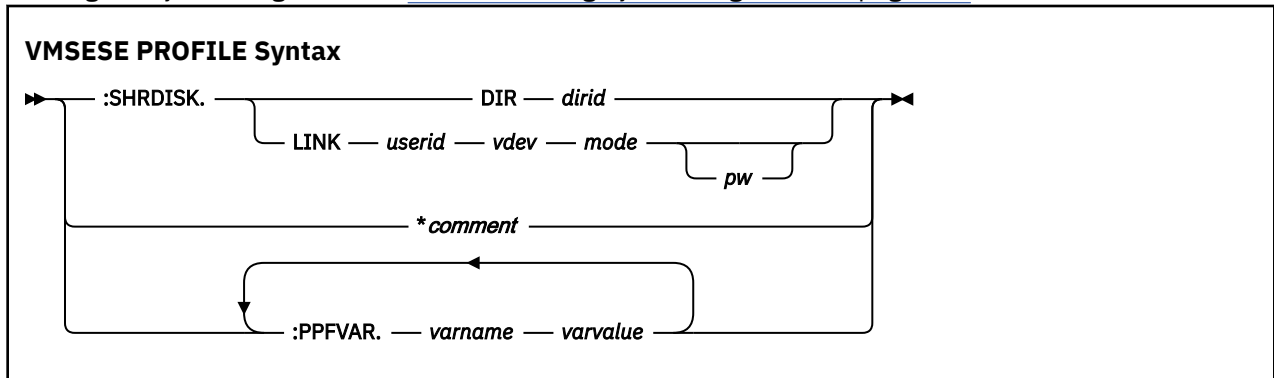 VMSESE PROFILE Syntax
:SHRDISK. DIR dirid
LINK userid vdev mode
pw
*comment
:PPFVAR. varname varvalue